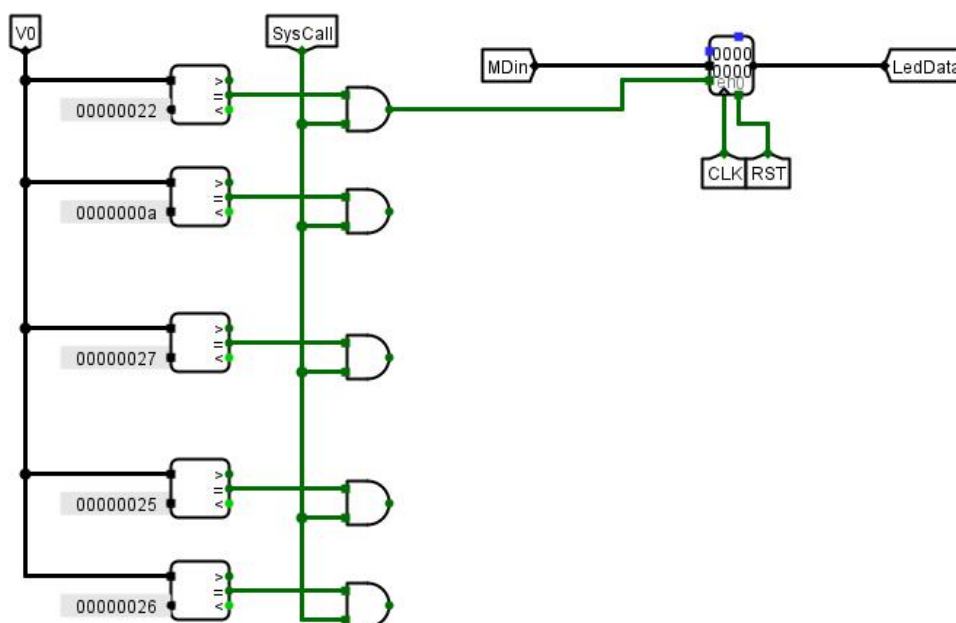 V0
SysCall
MDin
0000
0000
LedData
> = <
00000022
CLK
RST
> = <
0000000a
> = <
00000027
> = <
00000025
> = <
00000026